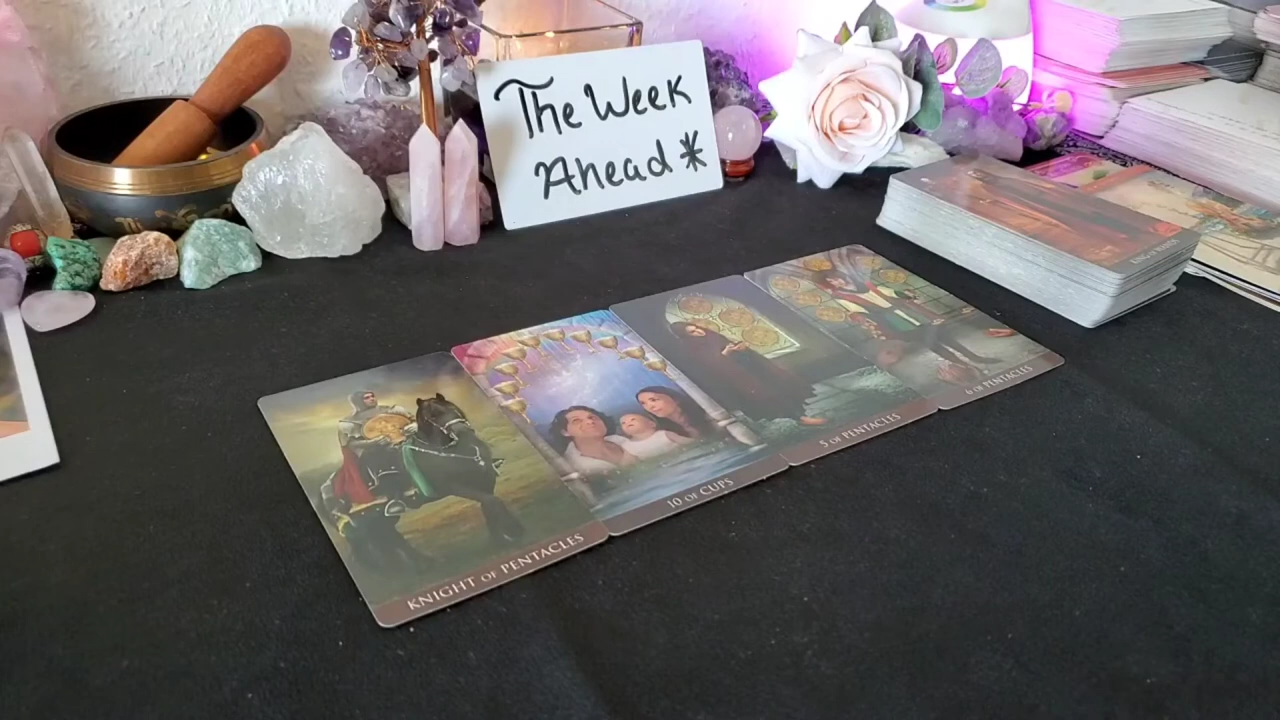 The Week
Ahead *
KNIGHT OF PENTACLES
10 OF CUPS
5 OF PENTACLES
6 OF PENTACLES